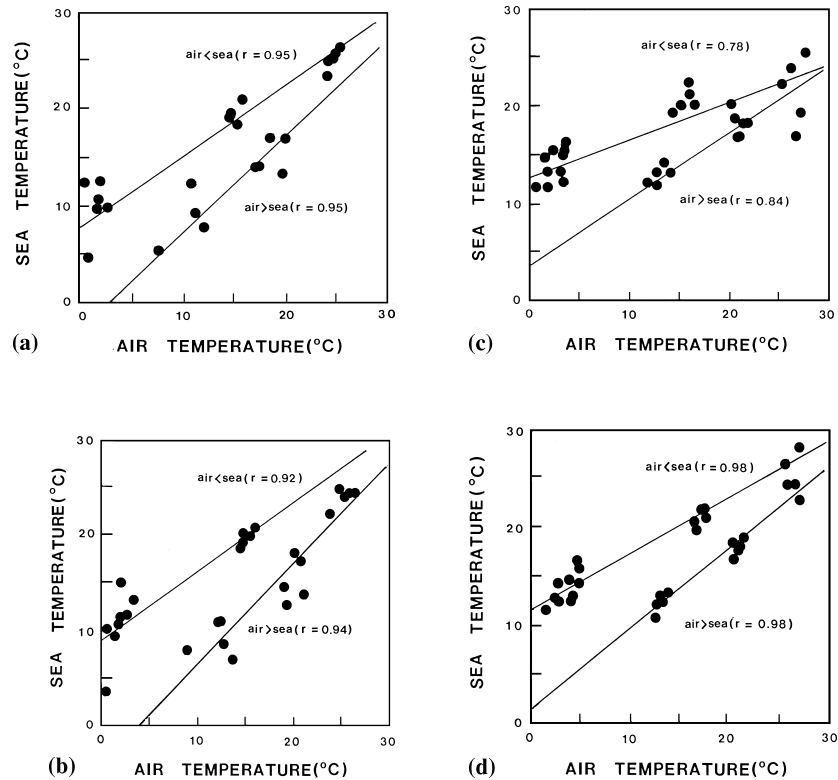 30
20
10
0
0
10
20
30
SEA TEMPERATURE(°C)
AIR TEMPERATURE(°C)
air<sea(r = 0.95)
air>sea(r = 0.95)
(a)
30
20
10
0
0
10
20
30
SEA TEMPERATURE(°C)
AIR TEMPERATURE(°C)
air<sea(r = 0.78)
air>sea(r = 0.84)
(c)
30
20
10
0
0
10
20
30
SEA TEMPERATURE(°C)
AIR TEMPERATURE(°C)
air<sea(r = 0.92)
air>sea(r = 0.94)
(b)
30
20
10
0
0
10
20
30
SEA TEMPERATURE(°C)
AIR TEMPERATURE(°C)
air<sea(r = 0.98)
air>sea(r = 0.98)
(d)